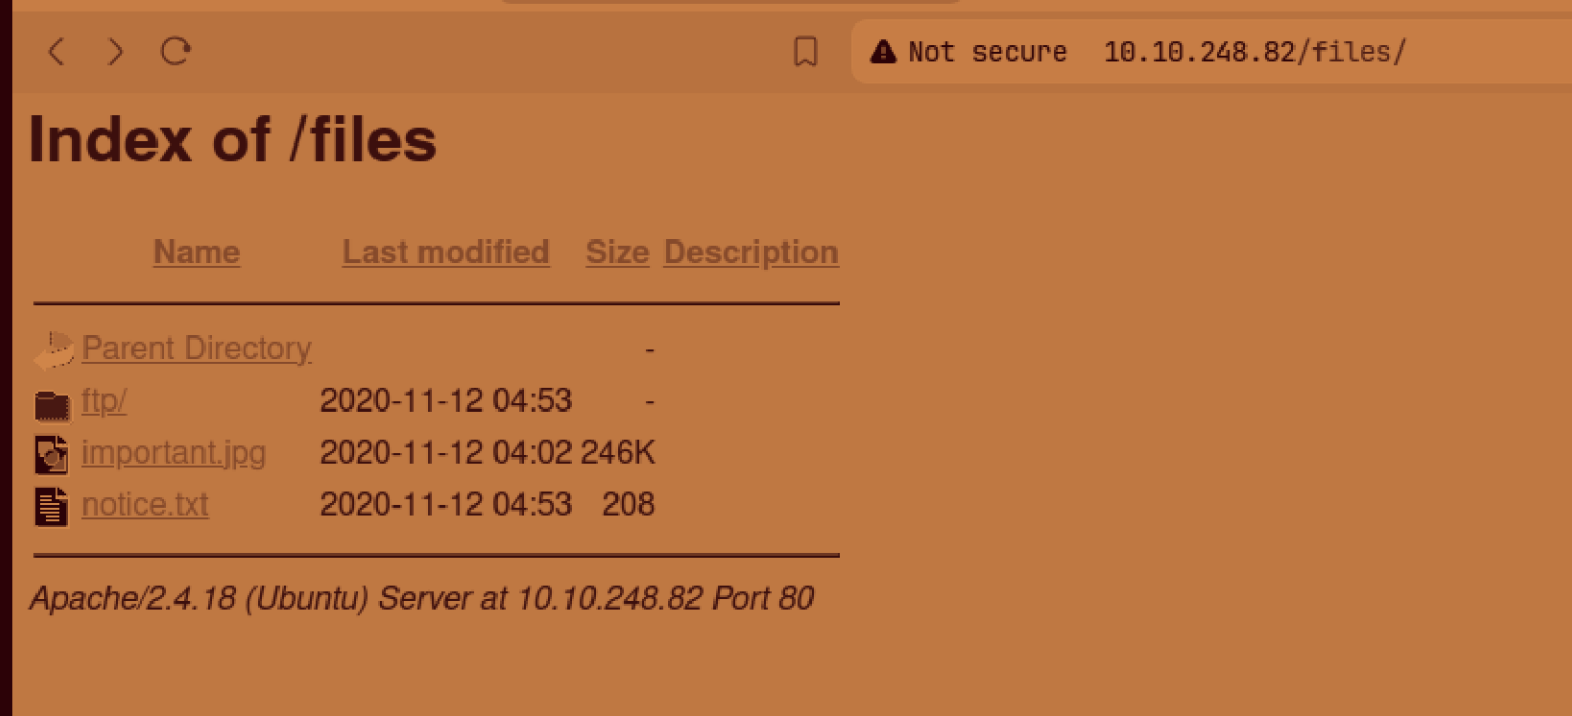 Not secure 10.10.248.82/files/
Index of /files
Name Last modified Size Description
Parent Directory -
ftp/ 2020-11-12 04:53 -
important.jpg 2020-11-12 04:02 246K
notice.txt 2020-11-12 04:53 208
Apache/2.4.18 (Ubuntu) Server at 10.10.248.82 Port 80